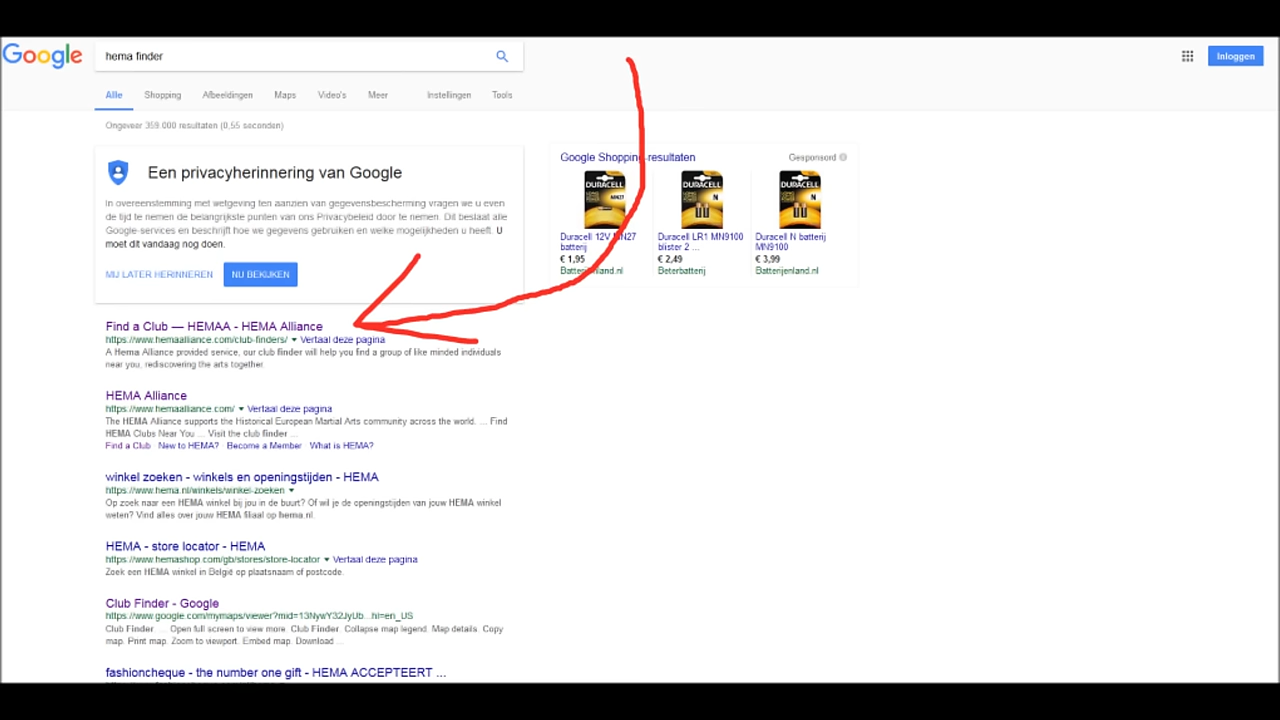 Google
hema finder
Inloggen
Alle Shopping Afbeeldingen Maps Video's Meer Instellingen Tools
Ongeveer 359.000 resultaten (0,55 seconden)
Een privacyherinnering van Google
In overeenstemming met wetgeving ten aanzien van gegevensbescherming vragen we u even
de tijd te nemen de belangrijkste punten van ons Privacybeleid door te nemen. Dit beslaat alle
Google-services en beschrijft hoe we gegevens gebruiken en welke mogelijkheden u heeft. U
moet dit vandaag nog doen.
MIJ LATER HERINNEREN NU BEKIJKEN
Google Shopping-resultaten Gesponsord
DURACELL DURACELL DURACELL
MN27 N N
Duracell 12V MN27
batterij
€ 1,95
Batterijenland.nl
Duracell LR1 MN9100
blister 2 ...
€ 2,49
Beterbatterij
Duracell N batterij
MN9100
€ 3,99
Batterijenland.nl
Find a Club — HEMAA - HEMA Alliance
https://www.hemaalliance.com/club-finders/ Vertaal deze pagina
A Hema Alliance provided service, our club finder will help you find a group of like minded individuals
near you, rediscovering the arts together
HEMA Alliance
https://www.hemaalliance.com/ Vertaal deze pagina
The HEMA Alliance supports the Historical European Martial Arts community across the world. ... Find
HEMA Clubs Near You ... Visit the club finder ...
Find a Club New to HEMA? Become a Member What is HEMA?
winkel zoeken - winkels en openingstijden - HEMA
https://www.hema.nl/winkels/winkel-zoeken
Op zoek naar een HEMA winkel bij jou in de buurt? Of wil je de openingstijden van jouw HEMA winkel
weten? Vind alles over jouw HEMA filiaal op hema.nl.
HEMA - store locator - HEMA
https://www.hemashop.com/gb/stores/store-locator Vertaal deze pagina
Zoek een HEMA winkel in België op plaatsnaam of postcode.
Club Finder - Google
https://www.google.com/mymaps/viewer?mid=13NywY32JyUb...hl=en_US
Club Finder. ... Open full screen to view more. Club Finder. Collapse map legend. Map details. Copy
map. Print map. Zoom to viewport. Embed map. Download ...
fashioncheque - the number one gift - HEMA ACCEPTEERT ...